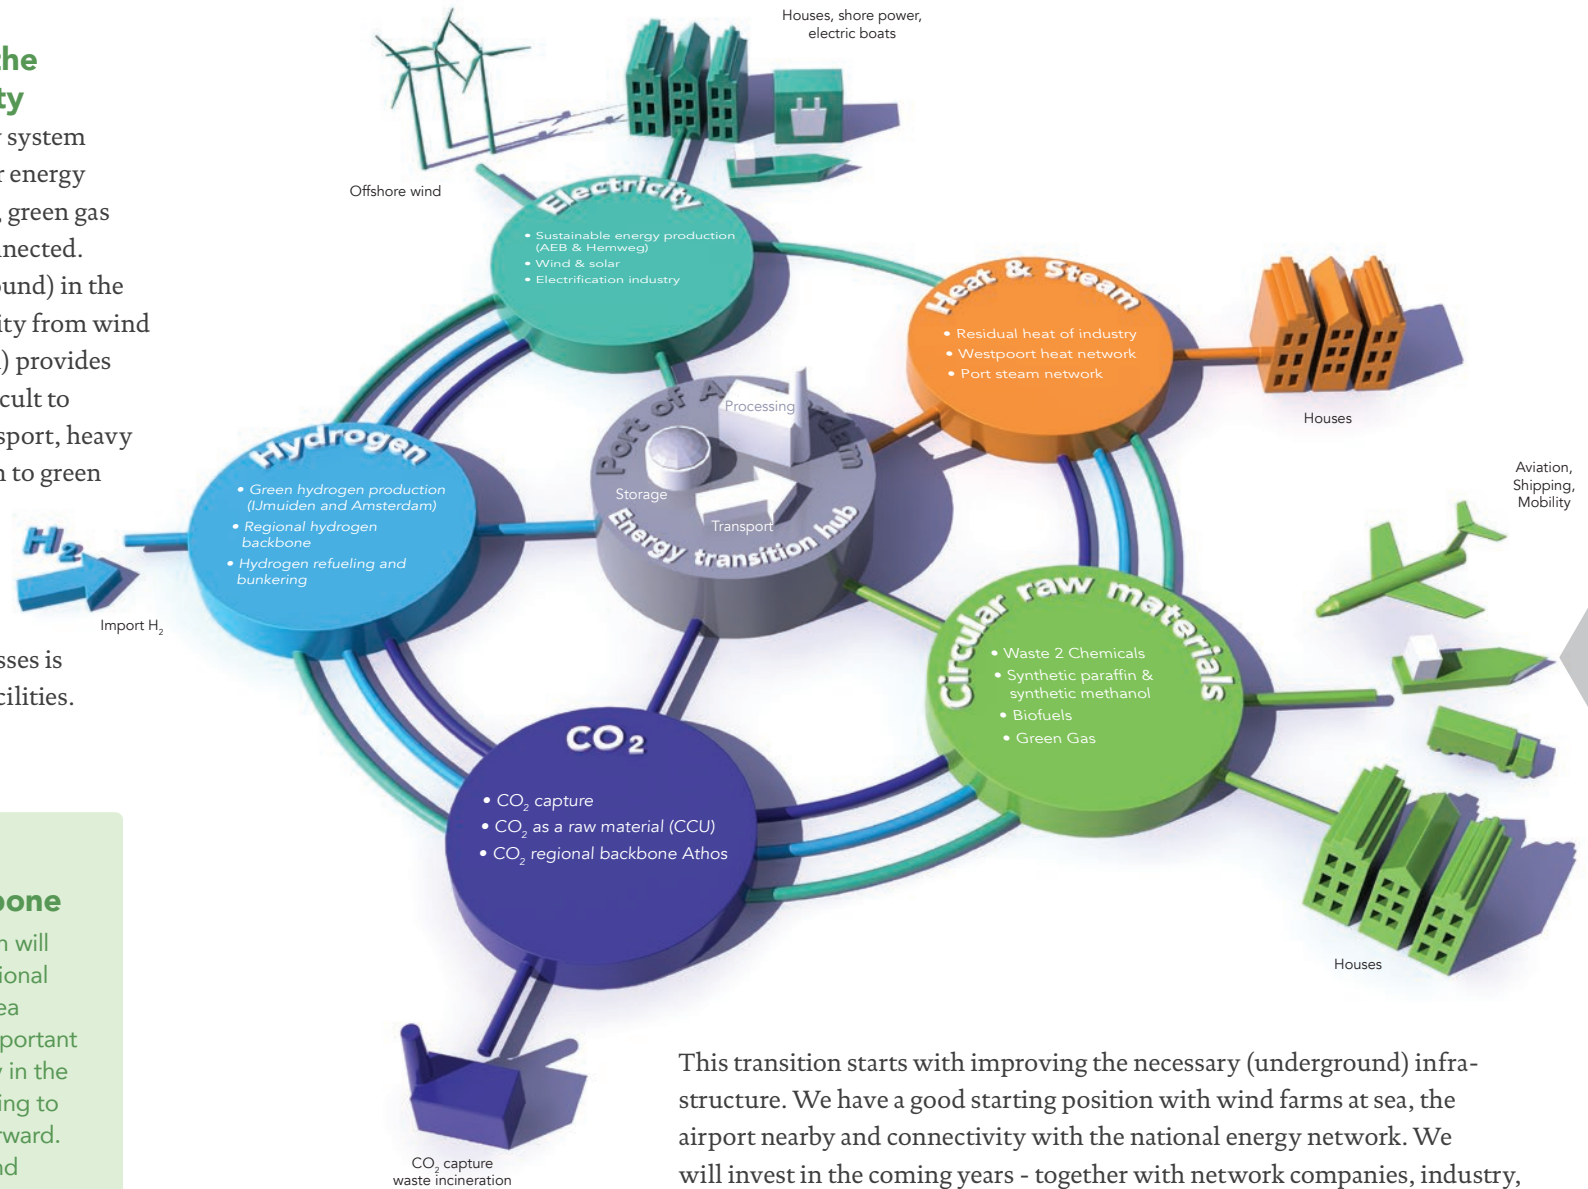 the
ty
system
energy
, green gas
nnected.
ound) in the
ity from wind
) provides
cult to
sport, heavy
n to green
sses is
cilities.
bone
n will
ional
ea
portant
in the
ing to
ward.
nd
Houses, shore power,
electric boats
Offshore wind
Electricity
• Sustainable energy production
(AEB & Hemweg)
• Wind & solar
• Electrification industry
Heat & Steam
• Residual heat of industry
• Westpoort heat network
• Port steam network
Houses
Port of A rdam
Processing
Storage
Transport
Energy transition hub
Hydrogen
• Green hydrogen production
(IJmuiden and Amsterdam)
• Regional hydrogen
backbone
• Hydrogen refueling and
bunkering
H2
Import H2
Aviation,
Shipping,
Mobility
Circular raw materials
• Waste 2 Chemicals
• Synthetic paraffin &
synthetic methanol
• Biofuels
• Green Gas
Houses
CO2
• CO2 capture
• CO2 as a raw material (CCU)
• CO2 regional backbone Athos
CO2 capture
waste incineration
This transition starts with improving the necessary (underground) infra-
structure. We have a good starting position with wind farms at sea, the
airport nearby and connectivity with the national energy network. We
will invest in the coming years - together with network companies, industry,